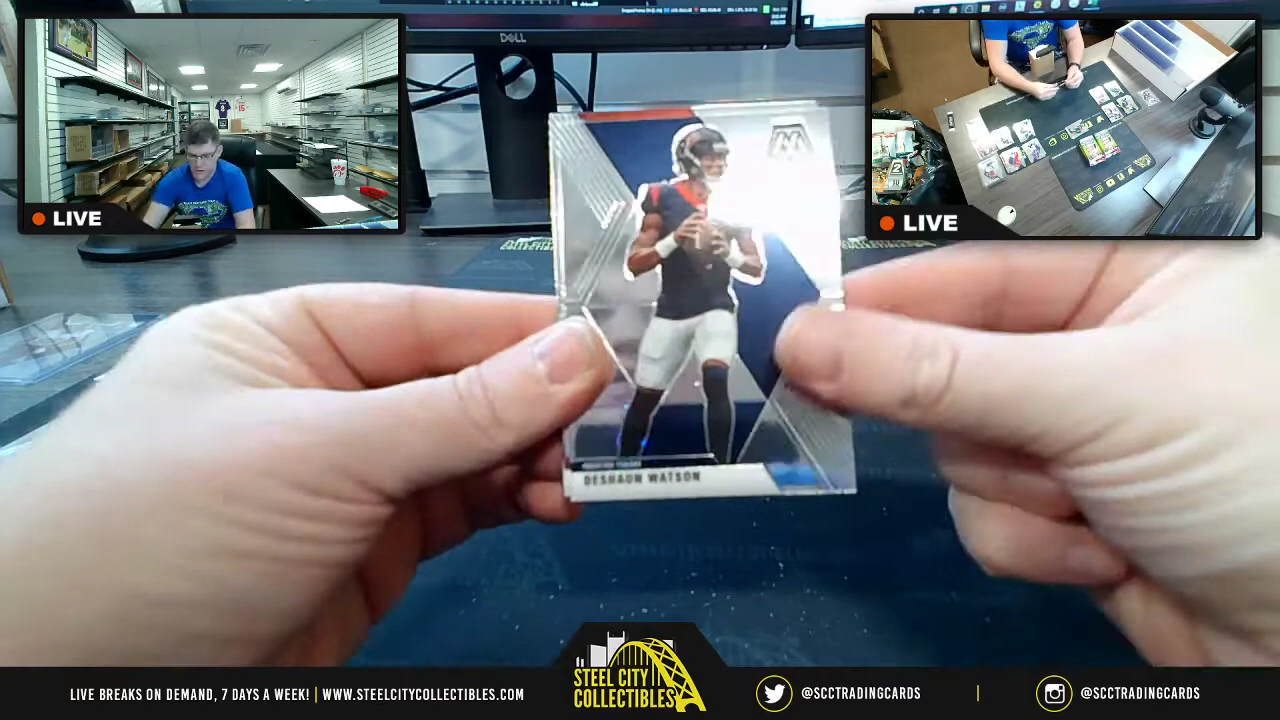 DELL
LIVE
LIVE
DESHAUN WATSON
LIVE BREAKS ON DEMAND, 7 DAYS A WEEK! | WWW.STEELCITYCOLLECTIBLES.COM
STEEL CITY
COLLECTIBLES
@SCCTRADINGCARDS
@SCCTRADINGCARDS